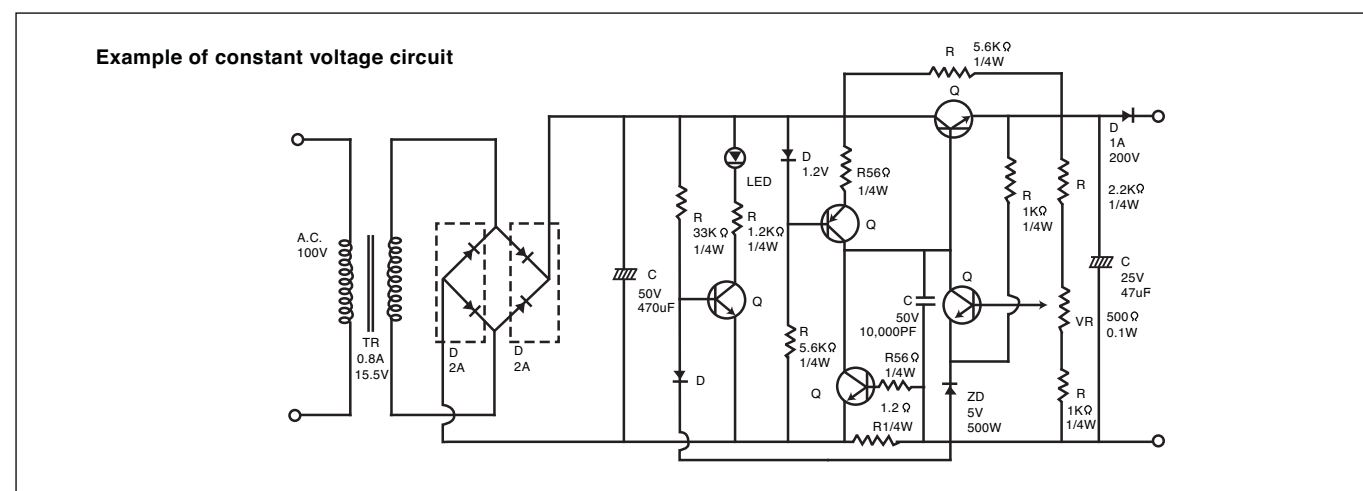 Example of constant voltage circuit
R
5.6KΩ
1/4W
Q
D
1A
200V
A.C.
100V
TR
0.8A
15.5V
D
2A
D
2A
C
50V
470uF
R
33KΩ
1/4W
D
LED
R
1.2KΩ
1/4W
Q
D
1.2V
R
5.6KΩ
1/4W
R56Ω
1/4W
Q
C
50V
10,000PF
Q
R56Ω
1/4W
Q
1.2Ω
R1/4W
ZD
5V
500W
R
1KΩ
1/4W
R
2.2KΩ
1/4W
VR
500Ω
0.1W
R
1KΩ
1/4W
C
25V
47uF